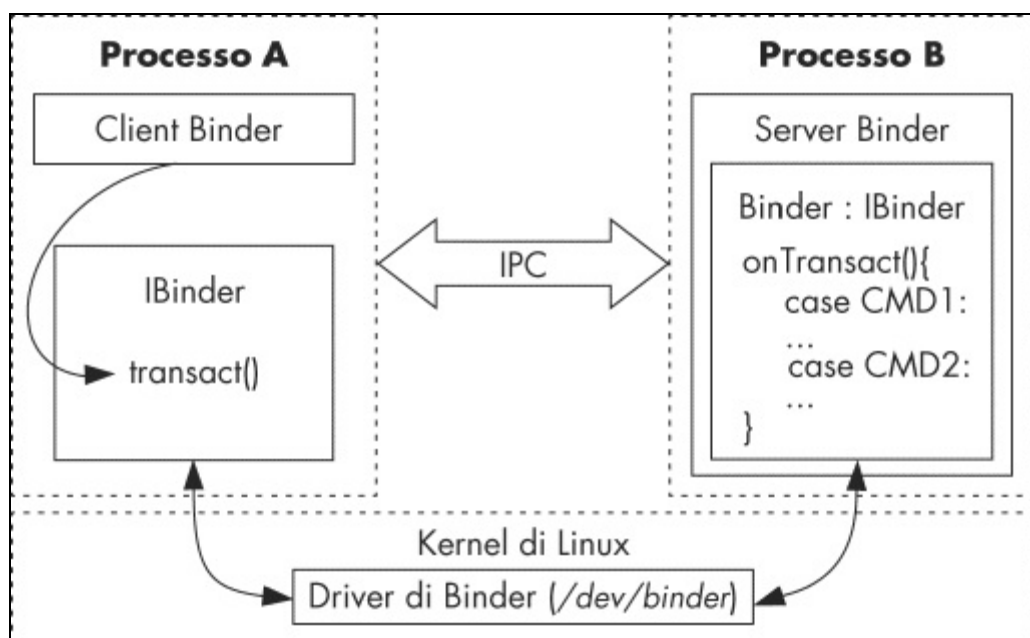 Processo A
Client Binder
IBinder
transact()
IPC
Processo B
Server Binder
Binder : IBinder
onTransact(){
case CMD1:
...
case CMD2:
...
}
Kernel di Linux
Driver di Binder (/dev/binder)